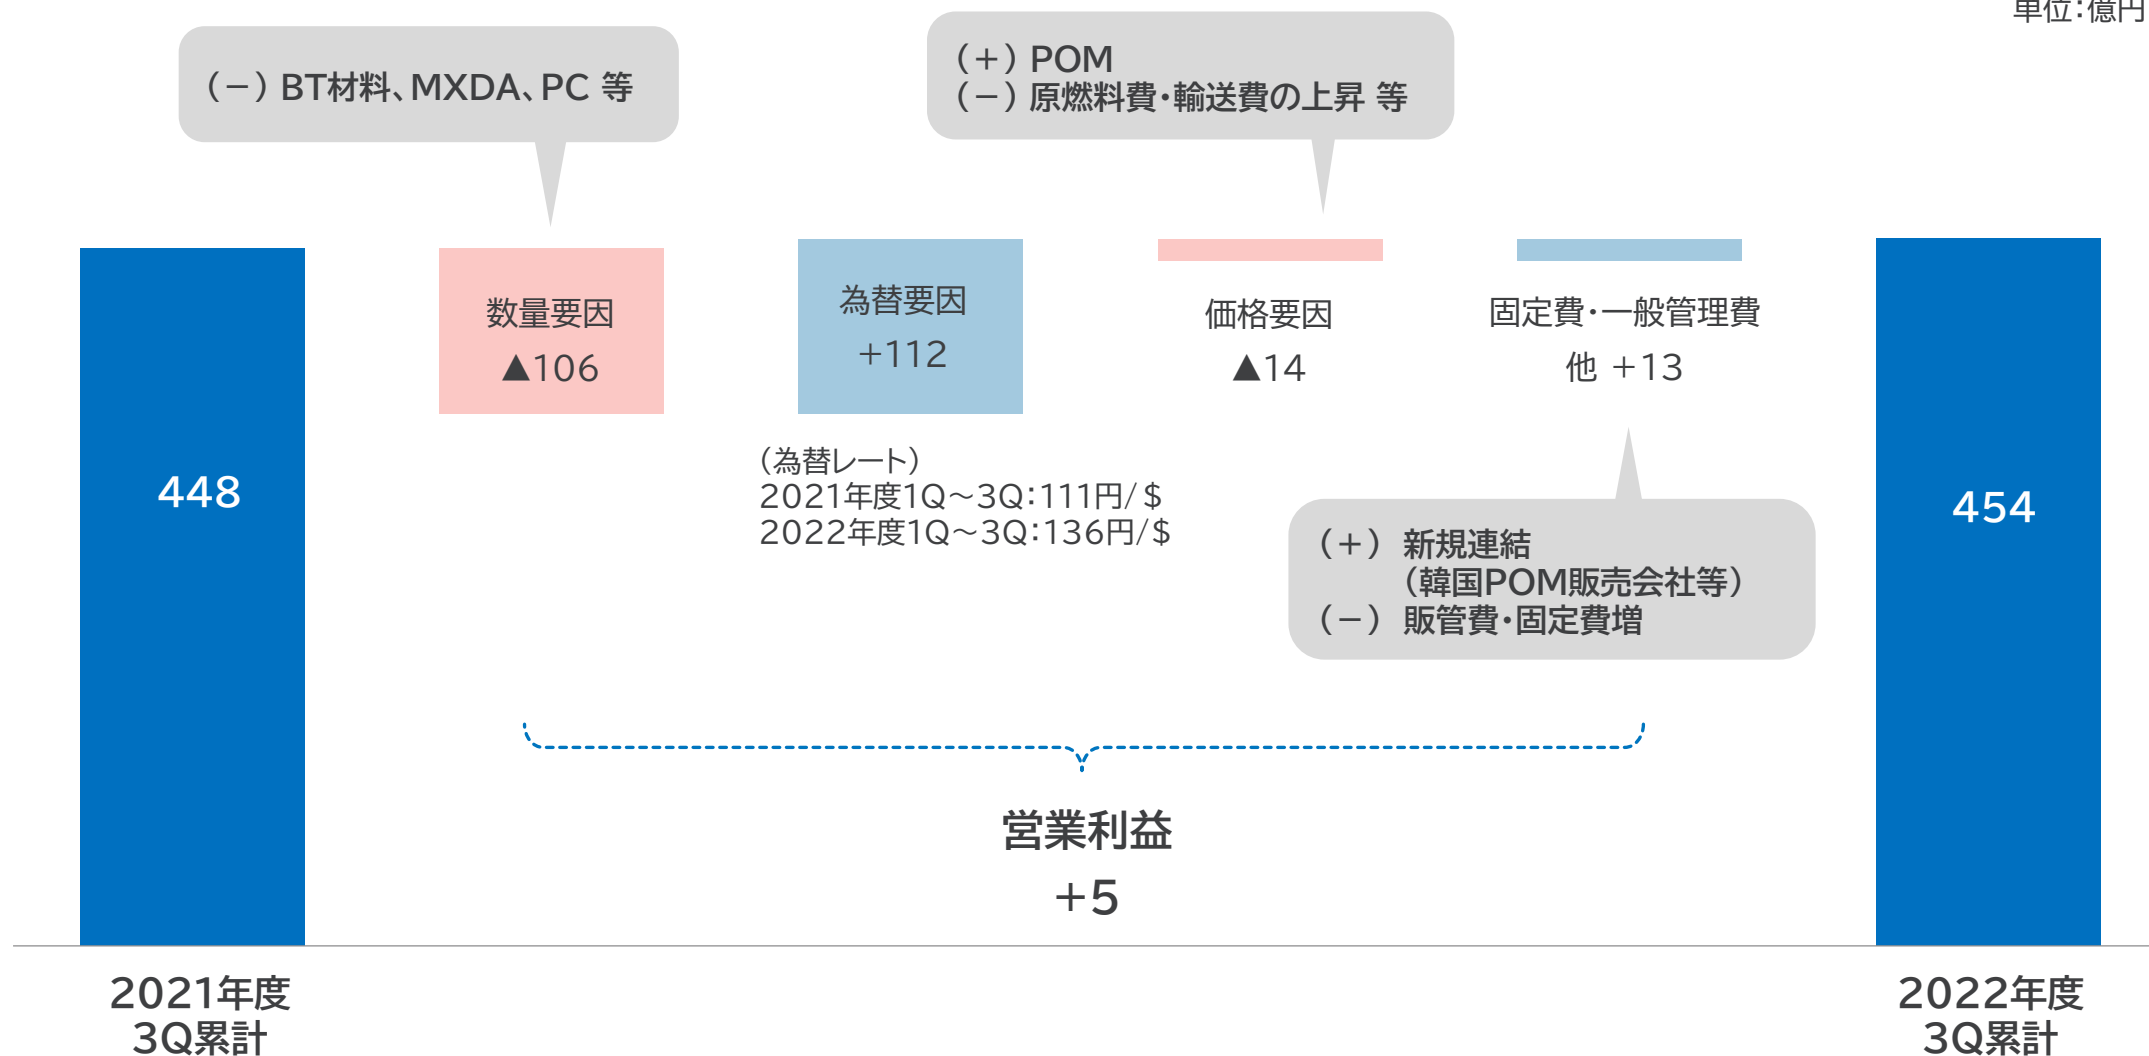 単位：億円
（－） BT材料、MXDA、PC 等
（＋） POM
（－） 原燃料費・輸送費の上昇 等
数量要因
▲106
為替要因
＋112
価格要因
▲14
固定費・一般管理費
他 ＋13
（為替レート）
2021年度1Q～3Q：111円/＄
2022年度1Q～3Q：136円/＄
448
454
（＋） 新規連結
（韓国POM販売会社等）
（－） 販管費・固定費増
営業利益
＋5
2021年度
3Q累計
2022年度
3Q累計